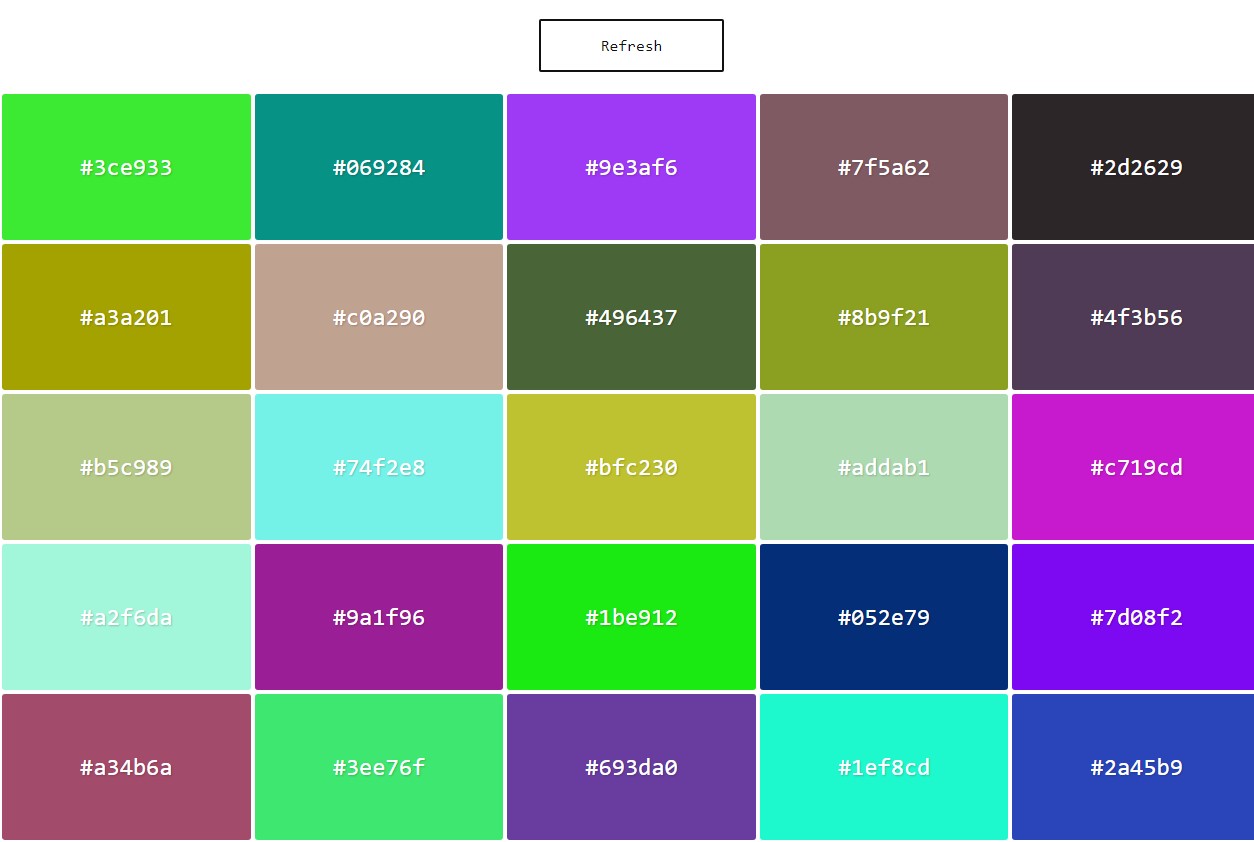 Refresh
#3ce933 #069284 #9e3af6 #7f5a62 #2d2629
#a3a201 #c0a290 #496437 #8b9f21 #4f3b56
#b5c989 #74f2e8 #bfc230 #addab1 #c719cd
#a2f6da #9a1f96 #1be912 #052e79 #7d08f2
#a34b6a #3ee76f #693da0 #1ef8cd #2a45b9